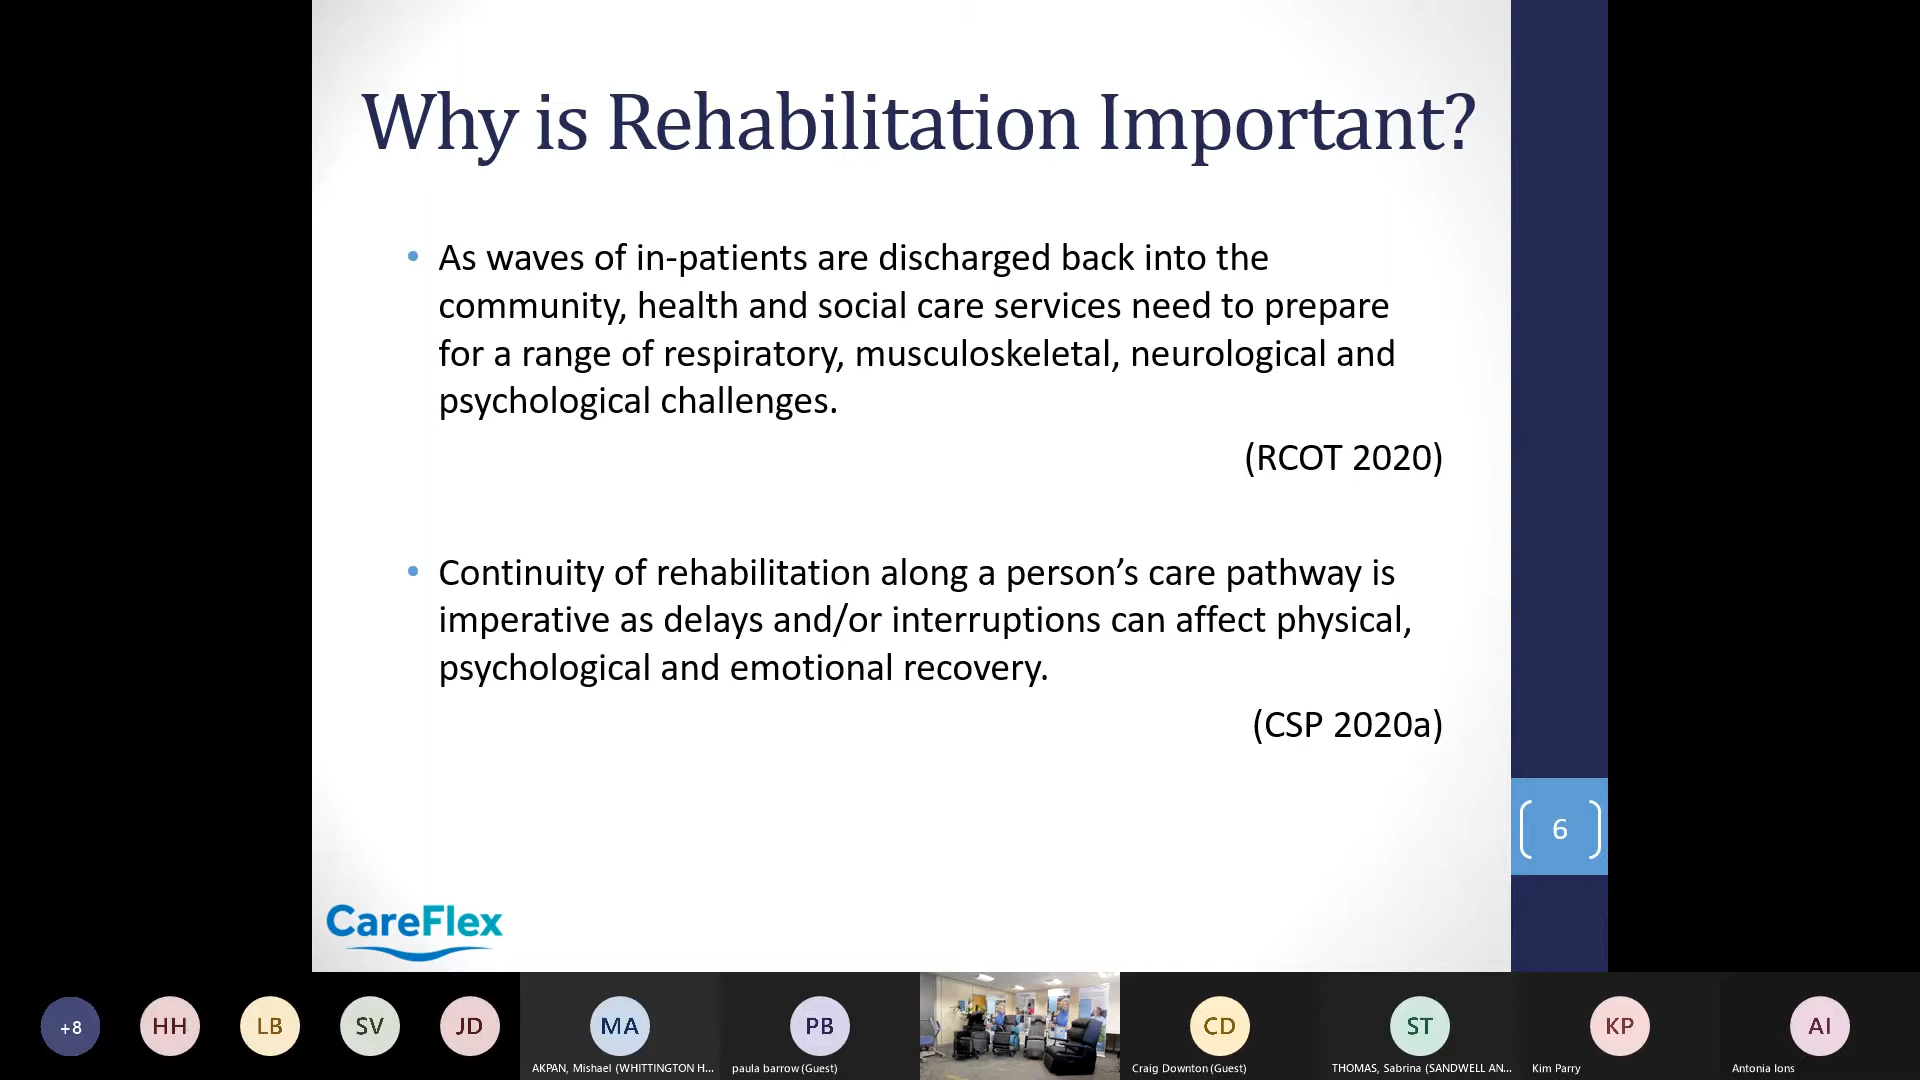 Why is Rehabilitation Important?
• As waves of in-patients are discharged back into the
community, health and social care services need to prepare
for a range of respiratory, musculoskeletal, neurological and
psychological challenges.
(RCOT 2020)
• Continuity of rehabilitation along a person’s care pathway is
imperative as delays and/or interruptions can affect physical,
psychological and emotional recovery.
(CSP 2020a)
6
CareFlex
+8
HH
LB
SV
JD
MA
AKPAN, Mishael (WHITTINGTON H...
PB
paula barrow (Guest)
CD
Craig Downton (Guest)
ST
THOMAS, Sabrina (SANDWELL AN...
KP
Kim Parry
AI
Antonia Ions